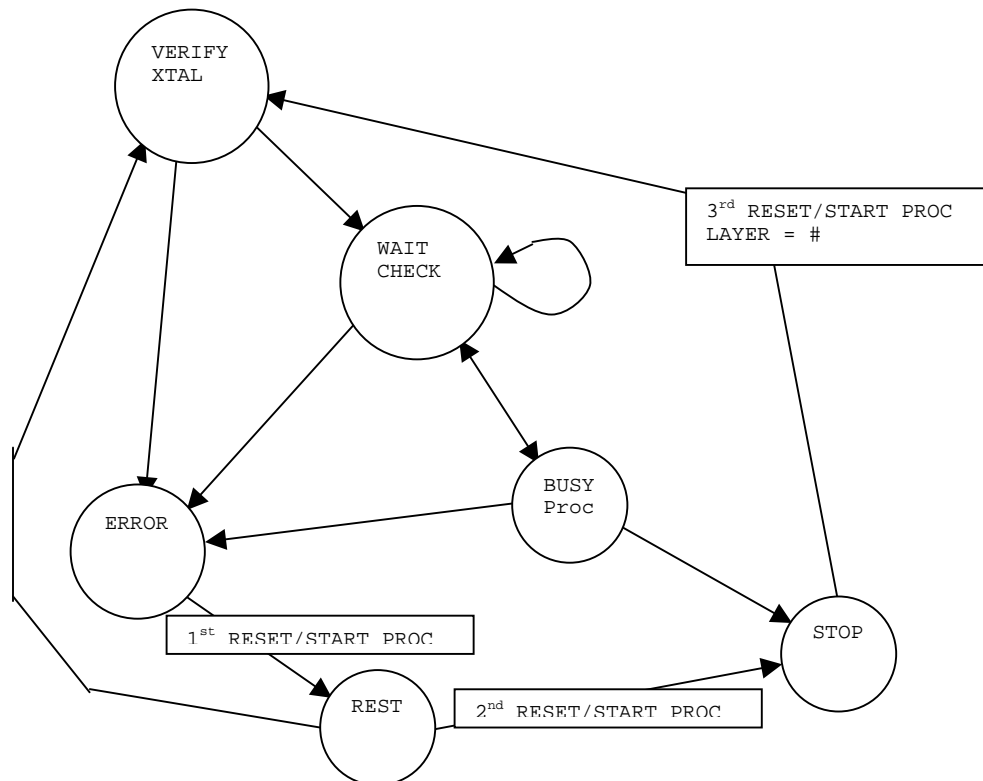 VERIFY
XTAL
3rd RESET/START PROC
LAYER = #
WAIT
CHECK
BUSY
Proc
ERROR
1st RESET/START PROC
STOP
REST
2nd RESET/START PROC